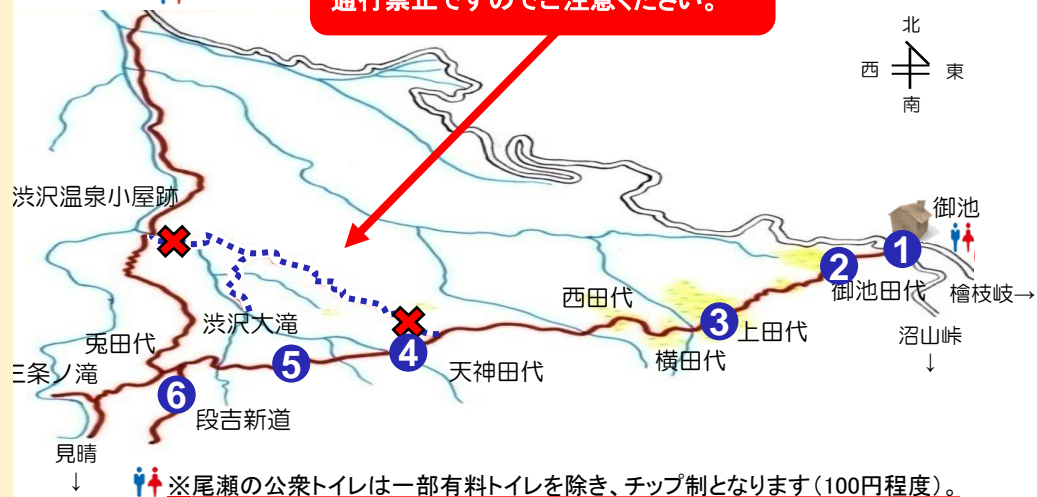 通行禁止ですのでご注意ください。
北
西
東
南
渋沢温泉小屋跡
御池
1
2
御池田代
檜枝岐→
西田代
3
上田代
沼山峠
↓
渋沢大滝
横田代
兎田代
4
天神田代
5
三条ノ滝
6
段吉新道
見晴
↓
※尾瀬の公衆トイレは一部有料トイレを除き、チップ制となります(100円程度)。